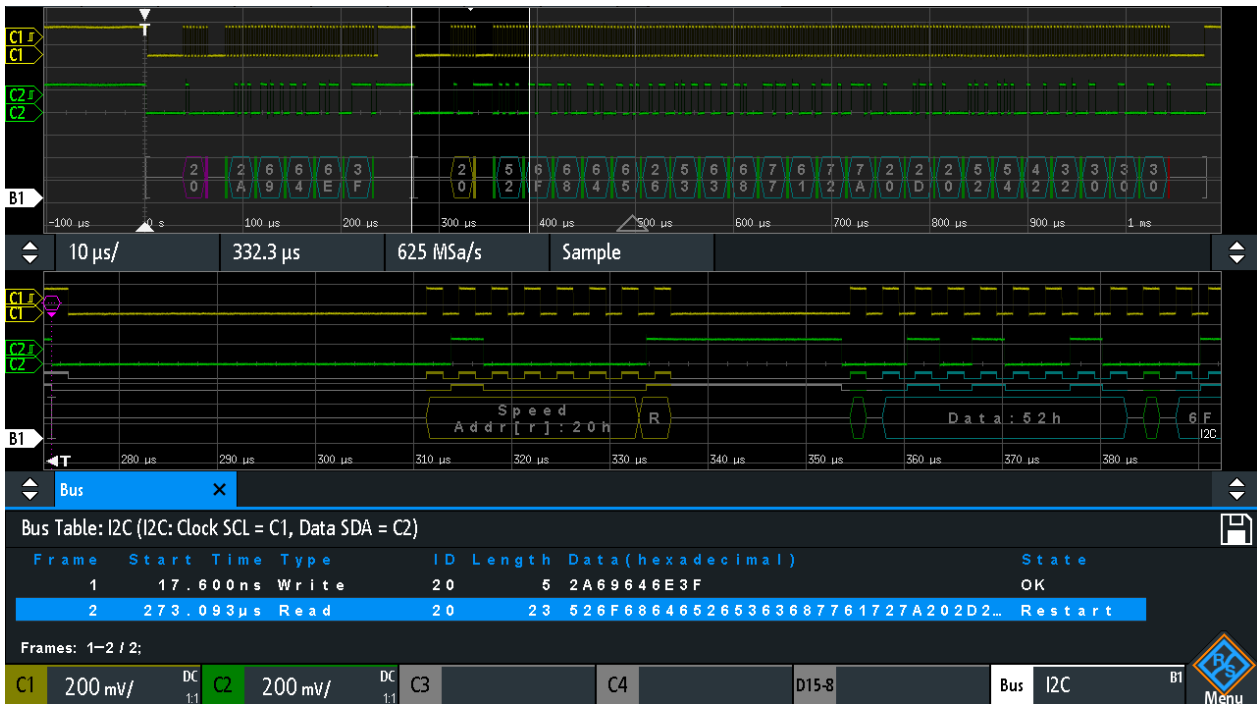 C1
C1
T
C2
C2
B1
2 2 6 6 6 3 2 5 6 6 6 6 2 5 6 6 7 6 7 7 2 2 2 5 5 4 3 3 3 3
0 A 9 4 E F 0 2 F 8 4 5 6 3 3 8 7 7 1 2 A 0 D 0 2 4 2 2 0 0 0
-100 µs 0 s 100 µs 200 µs 300 µs 400 µs 500 µs 600 µs 700 µs 800 µs 900 µs 1 ms
10 µs/ 332.3 µs 625 MSa/s Sample
C1
C1
C2
C2
Speed
Addr[r]:20h R Data:52h 6F
B1
I2C
T 280 µs 290 µs 300 µs 310 µs 320 µs 330 µs 340 µs 350 µs 360 µs 370 µs 380 µs
Bus ×
Bus Table: I2C (I2C: Clock SCL = C1, Data SDA = C2)
Frame Start Time Type ID Length Data(hexadecimal) State
1 17.600ns Write 20 5 2A69646E3F OK
2 273.093µs Read 20 23 526F6864652653636877761727A202D2… Restart
Frames: 1-2 / 2;
C1 200 mV/ DC 1:1 C2 200 mV/ DC 1:1 C3 C4 D15-8 Bus I2C B1 R&S
Menu